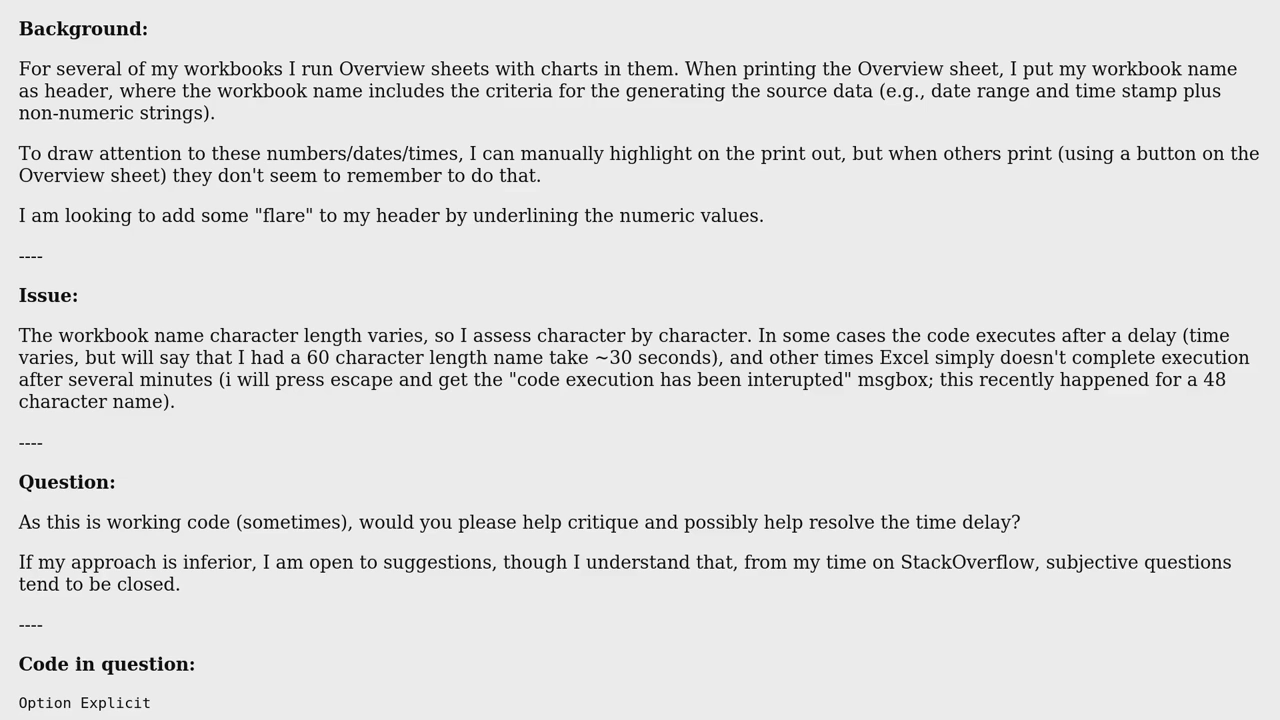 Background:
For several of my workbooks I run Overview sheets with charts in them. When printing the Overview sheet, I put my workbook name
as header, where the workbook name includes the criteria for the generating the source data (e.g., date range and time stamp plus
non-numeric strings).
To draw attention to these numbers/dates/times, I can manually highlight on the print out, but when others print (using a button on the
Overview sheet) they don't seem to remember to do that.
I am looking to add some "flare" to my header by underlining the numeric values.
----
Issue:
The workbook name character length varies, so I assess character by character. In some cases the code executes after a delay (time
varies, but will say that I had a 60 character length name take ~30 seconds), and other times Excel simply doesn't complete execution
after several minutes (i will press escape and get the "code execution has been interupted" msgbox; this recently happened for a 48
character name).
----
Question:
As this is working code (sometimes), would you please help critique and possibly help resolve the time delay?
If my approach is inferior, I am open to suggestions, though I understand that, from my time on StackOverflow, subjective questions
tend to be closed.
----
Code in question:
Option Explicit